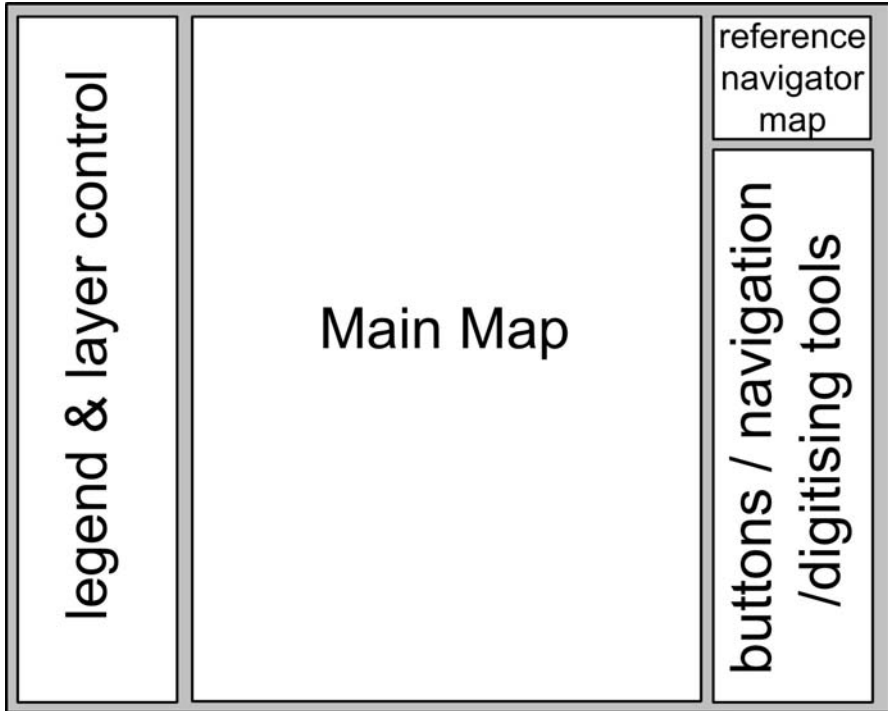 legend & layer control
Main Map
reference
navigator
map
buttons / navigation
/digitising tools